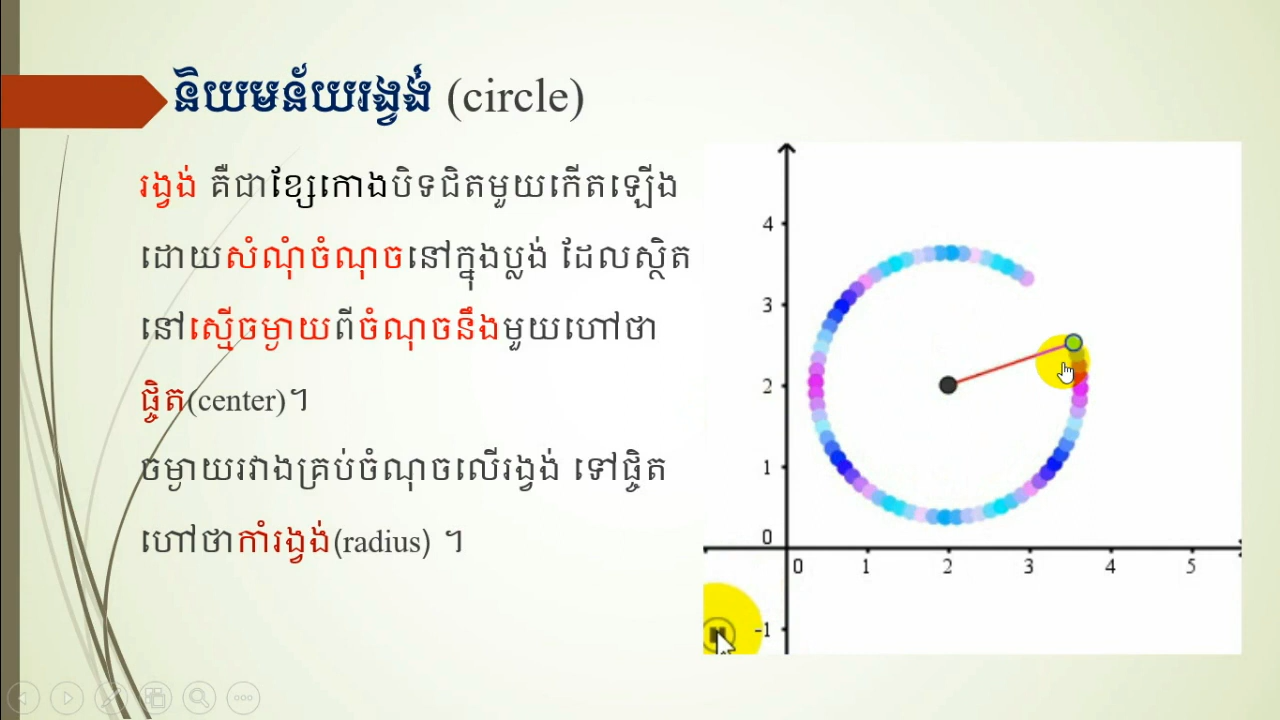 និយមន័យរង្វង់ (circle)
រង្វង់ គឺជាខ្សែកោងបិទជិតមួយកើតឡើង
ដោយសំណុំចំណុចនៅក្នុងប្លង់ ដែលស្ថិត
នៅស្មើចម្ងាយពីចំណុចនឹងមួយហៅថា
ផ្ចិត(center)។
ចម្ងាយរវាងគ្រប់ចំណុចលើរង្វង់ ទៅផ្ចិត
ហៅថាកាំរង្វង់(radius) ។
4
3
2
1
0
0 1 2 3 4 5
-1